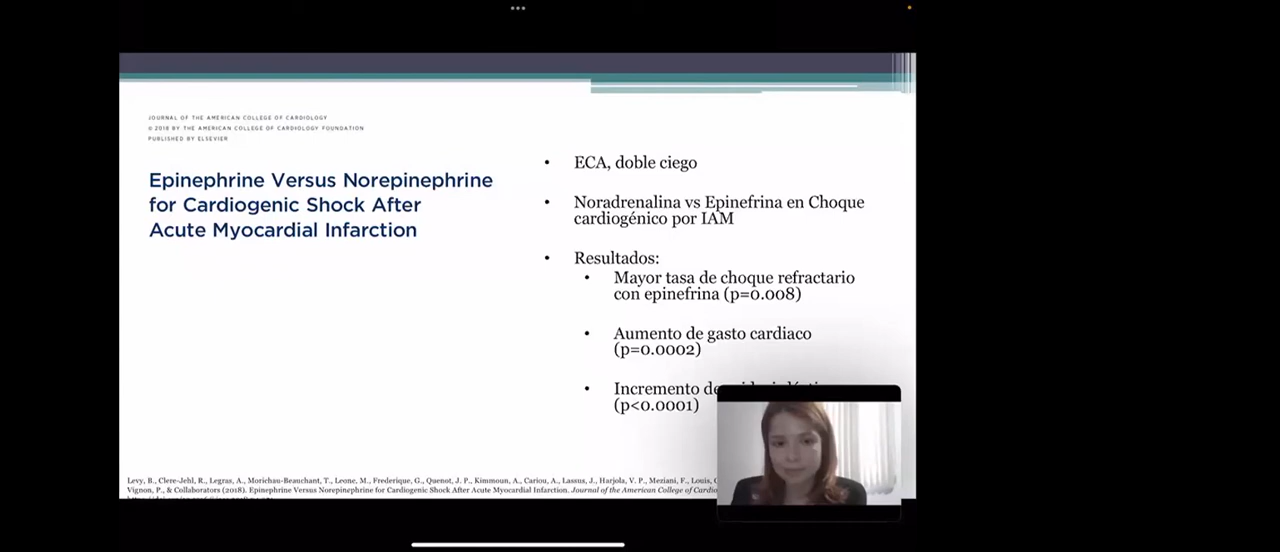 JOURNAL OF THE AMERICAN COLLEGE OF CARDIOLOGY
© 2018 BY THE AMERICAN COLLEGE OF CARDIOLOGY FOUNDATION
PUBLISHED BY ELSEVIER
Epinephrine Versus Norepinephrine
for Cardiogenic Shock After
Acute Myocardial Infarction
• ECA, doble ciego
• Noradrenalina vs Epinefrina en Choque
cardiogénico por IAM
• Resultados:
• Mayor tasa de choque refractario
con epinefrina (p=0.008)
• Aumento de gasto cardiaco
(p=0.0002)
• Incremento de
(p<0.0001)
Levy, B., Clere-Jehl, R., Legras, A., Morichau-Beauchant, T., Leone, M., Frederique, G., Quenot, J. P., Kimmoun, A., Cariou, A., Lassus, J., Harjola, V. P., Meziani, F., Louis,
Vignon, P., & Collaborators (2018). Epinephrine Versus Norepinephrine for Cardiogenic Shock After Acute Myocardial Infarction. Journal of the American College of